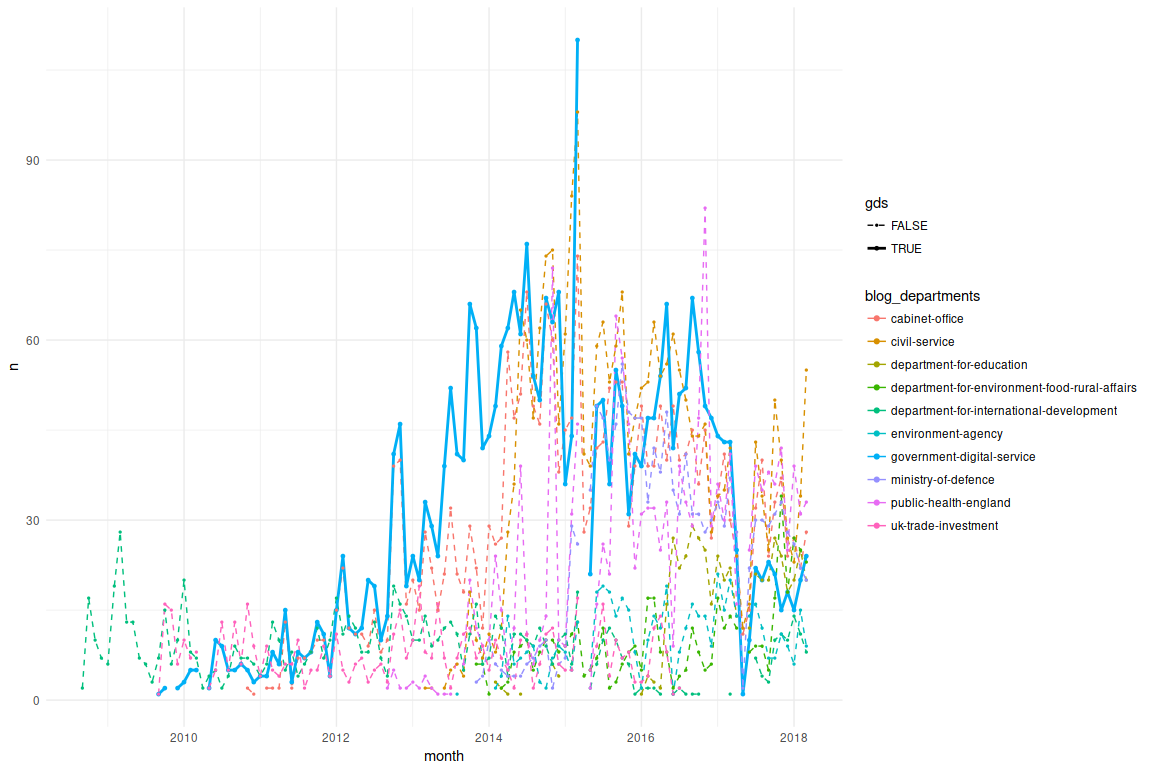 90
60
30
0
n
2010
2012
2014
2016
2018
month
gds
FALSE
TRUE
blog_departments
cabinet-office
civil-service
department-for-education
department-for-environment-food-rural-affairs
department-for-international-development
environment-agency
government-digital-service
ministry-of-defence
public-health-england
uk-trade-investment